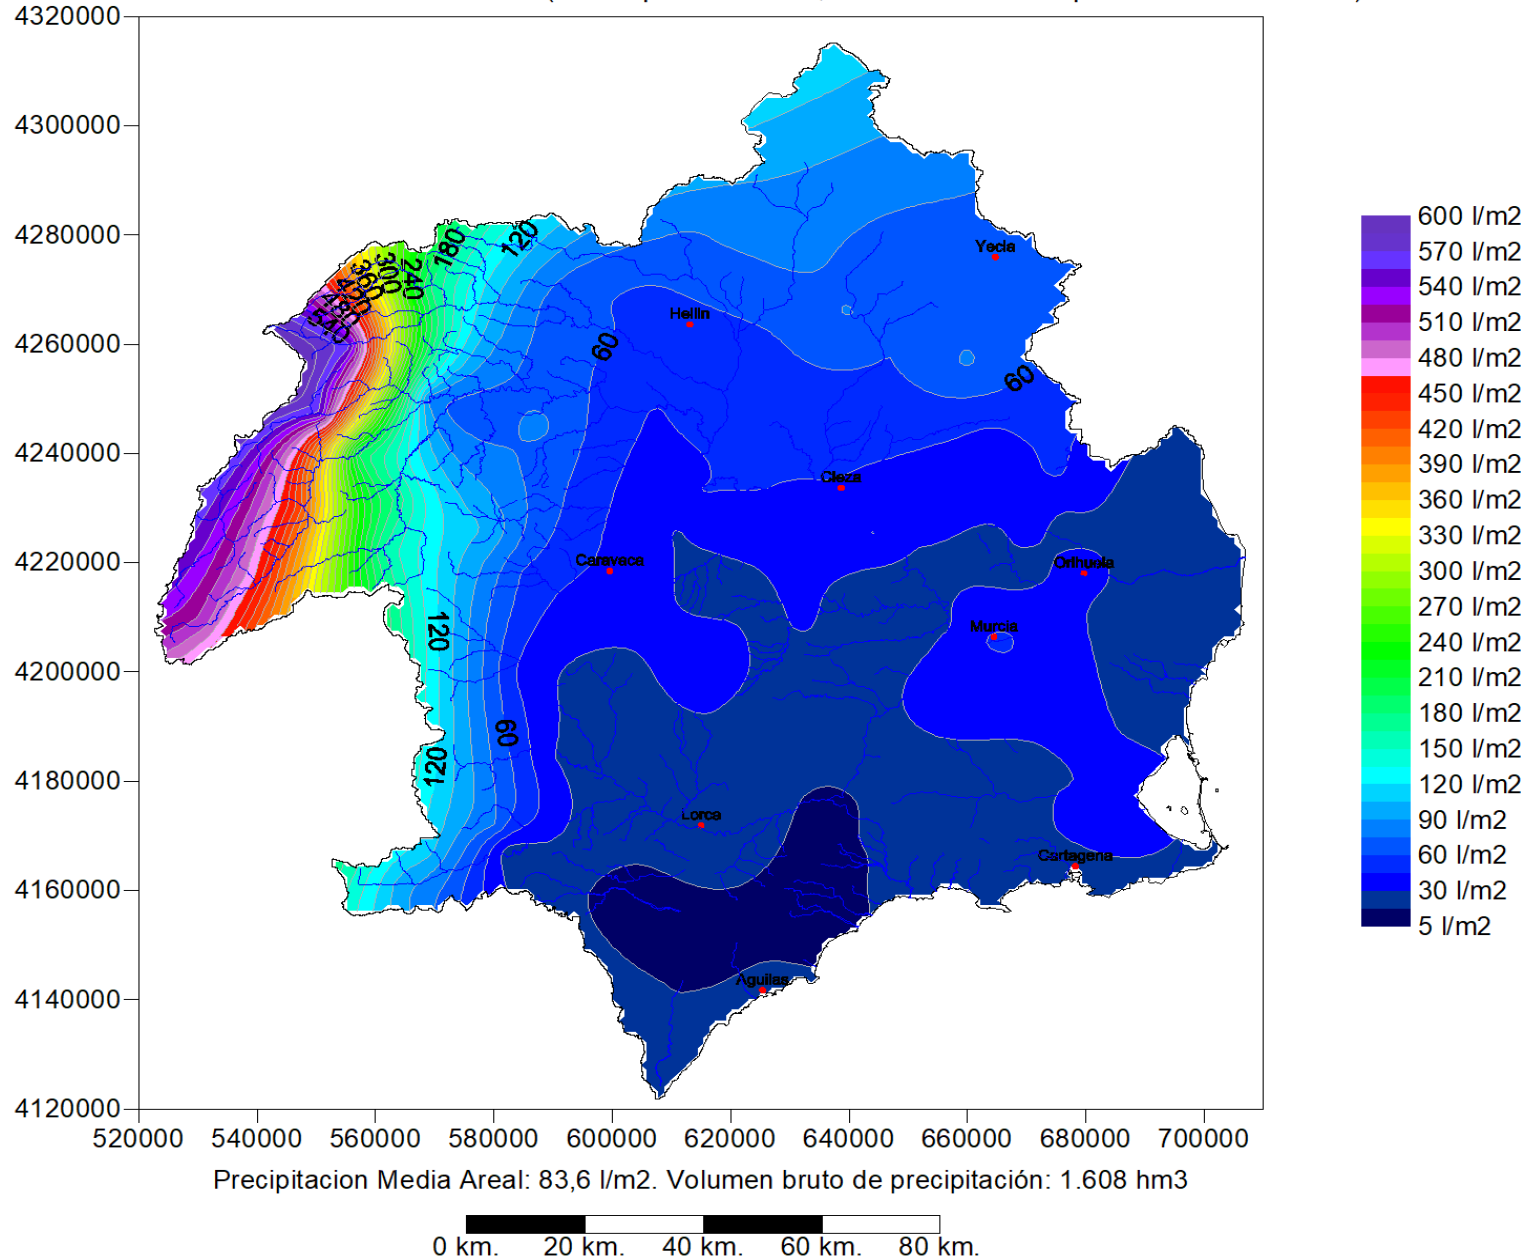 4320000
4300000
4280000
4260000
4240000
4220000
4200000
4180000
4160000
4140000
4120000
520000 540000 560000 580000 600000 620000 640000 660000 680000 700000
540
480
420
360
300
240
180
120
60
60
120
60
120
Yecla
Hellin
Cieza
Caravaca
Orihuela
Murcia
Lorca
Cartagena
Aguilas
600 l/m2
570 l/m2
540 l/m2
510 l/m2
480 l/m2
450 l/m2
420 l/m2
390 l/m2
360 l/m2
330 l/m2
300 l/m2
270 l/m2
240 l/m2
210 l/m2
180 l/m2
150 l/m2
120 l/m2
90 l/m2
60 l/m2
30 l/m2
5 l/m2
Precipitacion Media Areal: 83,6 l/m2. Volumen bruto de precipitación: 1.608 hm3
0 km. 20 km. 40 km. 60 km. 80 km.